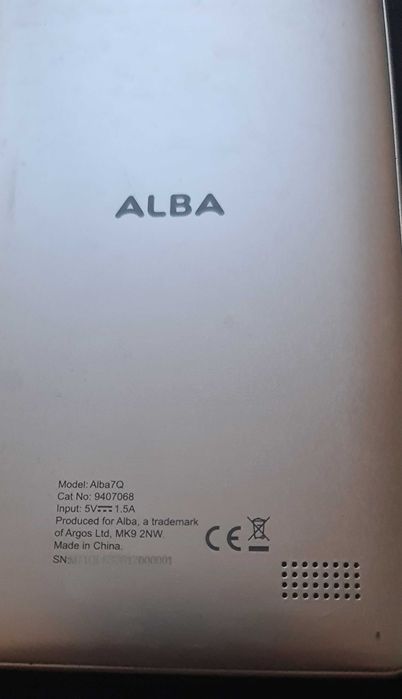 ALBA
Model: Alba7Q
Cat No: 9407068
Input: 5V⎓1.5A
Produced for Alba, a trademark
of Argos Ltd, MK9 2NW
Made in China.
SN:
CE